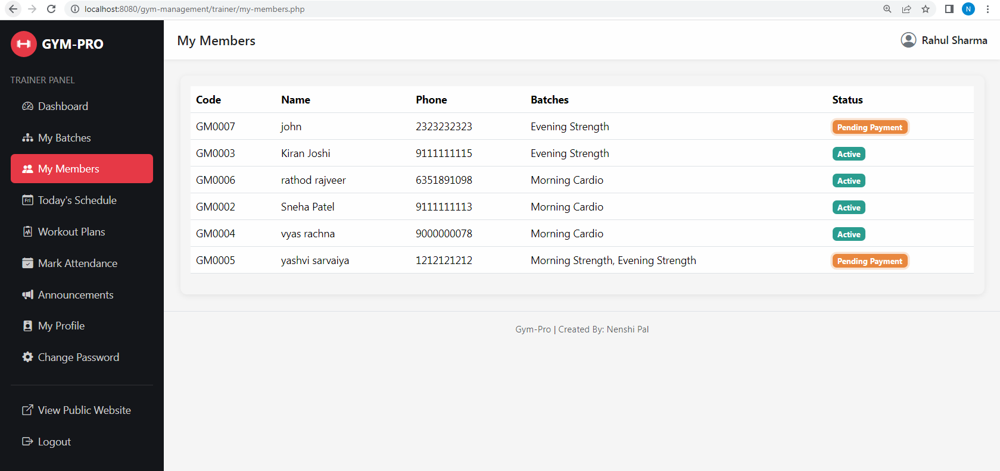 localhost:8080/gym-management/trainer/my-members.php
N
GYM-PRO
TRAINER PANEL
Dashboard
My Batches
My Members
Fri Today's Schedule
Workout Plans
Mark Attendance
Announcements
My Profile
Change Password
View Public Website
Logout
My Members
Rahul Sharma
Code Name Phone Batches Status
GM0007 john 2323232323 Evening Strength Pending Payment
GM0003 Kiran Joshi 9111111115 Evening Strength Active
GM0006 rathod rajveer 6351891098 Morning Cardio Active
GM0002 Sneha Patel 9111111113 Morning Cardio Active
GM0004 vyas rachna 9000000078 Morning Cardio Active
GM0005 yashvi sarvaiya 1212121212 Morning Strength, Evening Strength Pending Payment
Gym-Pro | Created By: Nenshi Pal